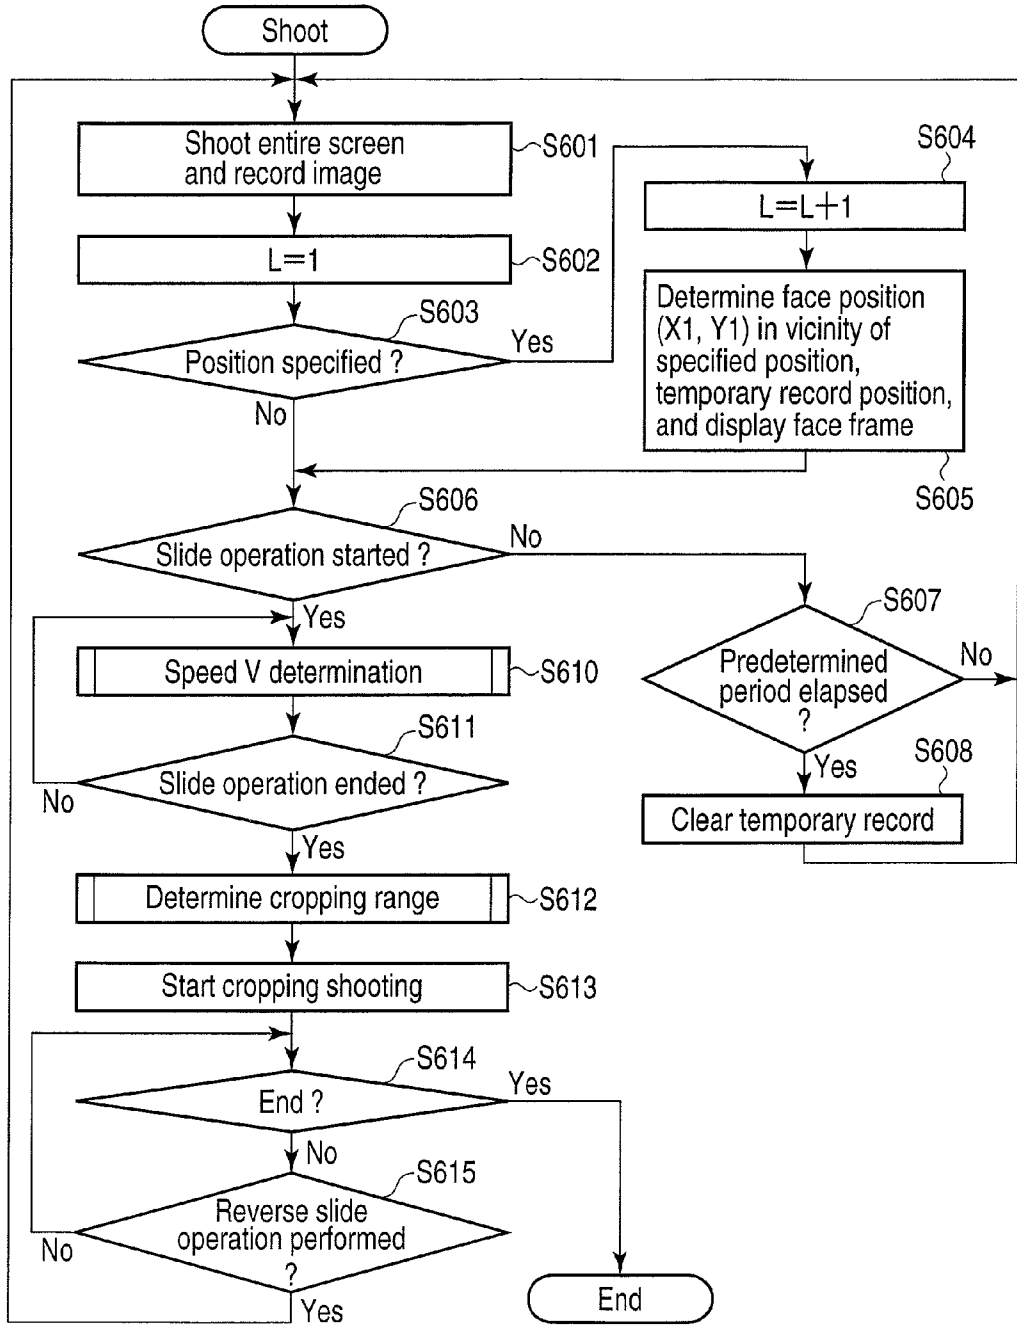 Shoot
Shoot entire screen
and record image
S601
L=1
S602
S603
Position specified ?
Yes
No
S604
L=L+1
Determine face position
(X1, Y1) in vicinity of
specified position,
temporary record position,
and display face frame
S605
S606
Slide operation started ?
No
Yes
S607
Predetermined
period elapsed
?
No
Yes
S608
Clear temporary record
Speed V determination
S610
S611
Slide operation ended ?
No
Yes
Determine cropping range
S612
Start cropping shooting
S613
S614
End ?
Yes
No
S615
Reverse slide
operation performed
?
No
Yes
End